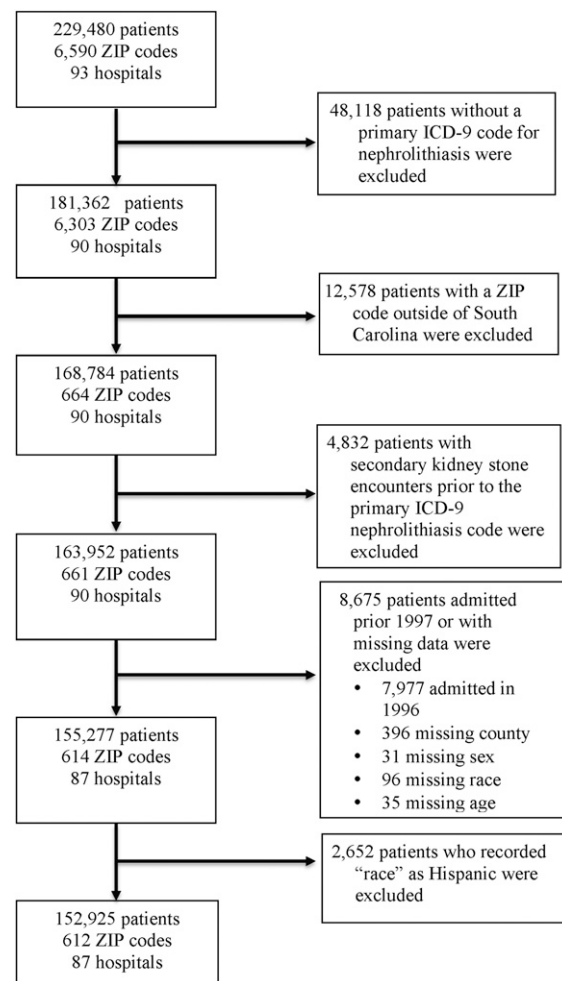 229,480 patients
6,590 ZIP codes
93 hospitals
48,118 patients without a
primary ICD-9 code for
nephrolithiasis were
excluded
181,362 patients
6,303 ZIP codes
90 hospitals
12,578 patients with a ZIP
code outside of South
Carolina were excluded
168,784 patients
664 ZIP codes
90 hospitals
4,832 patients with
secondary kidney stone
encounters prior to the
primary ICD-9
nephrolithiasis code were
excluded
163,952 patients
661 ZIP codes
90 hospitals
8,675 patients admitted
prior 1997 or with
missing data were
excluded
• 7,977 admitted in
1996
• 396 missing county
• 31 missing sex
• 96 missing race
• 35 missing age
155,277 patients
614 ZIP codes
87 hospitals
2,652 patients who recorded
“race” as Hispanic were
excluded
152,925 patients
612 ZIP codes
87 hospitals